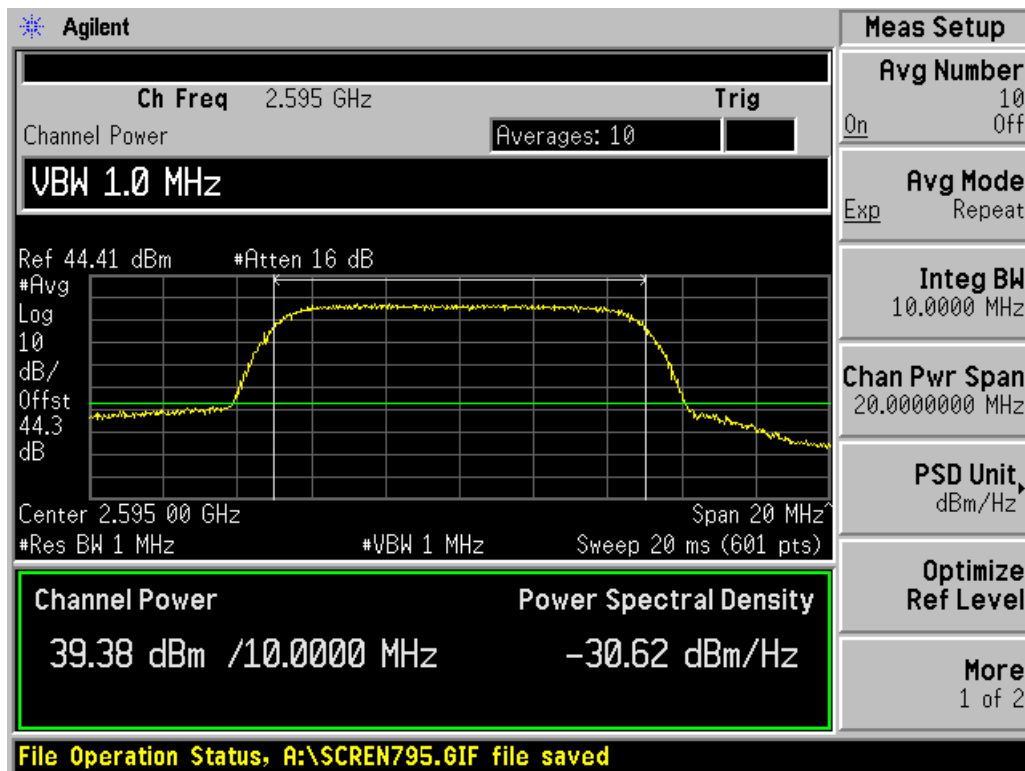 Agilent
Ch Freq 2.595 GHz Trig
Channel Power Averages: 10
VBW 1.0 MHz
Ref 44.41 dBm #Atten 16 dB
#Avg
Log
10
dB/
Offst
44.3
dB
Center 2.595 00 GHz Span 20 MHz^
#Res BW 1 MHz #VBW 1 MHz Sweep 20 ms (601 pts)
Channel Power Power Spectral Density
39.38 dBm /10.0000 MHz -30.62 dBm/Hz
File Operation Status, A:\SCREN795.GIF file saved
Meas Setup
Avg Number
10
On Off
Avg Mode
Exp Repeat
Integ BW
10.0000 MHz
Chan Pwr Span
20.0000000 MHz
PSD Unit
dBm/Hz
Optimize
Ref Level
More
1 of 2